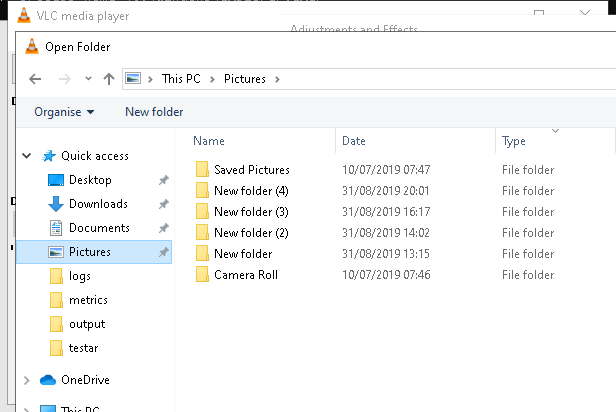 VLC media player
Adjustments and Effects
Open Folder
This PC Pictures
Organise New folder
Name Date Type
Quick access
Desktop
Downloads
Documents
Pictures
logs
metrics
output
testar
OneDrive
This PC
Saved Pictures 10/07/2019 07:47 File folder
New folder (4) 31/08/2019 20:01 File folder
New folder (3) 31/08/2019 16:17 File folder
New folder (2) 31/08/2019 14:02 File folder
New folder 31/08/2019 13:15 File folder
Camera Roll 10/07/2019 07:46 File folder